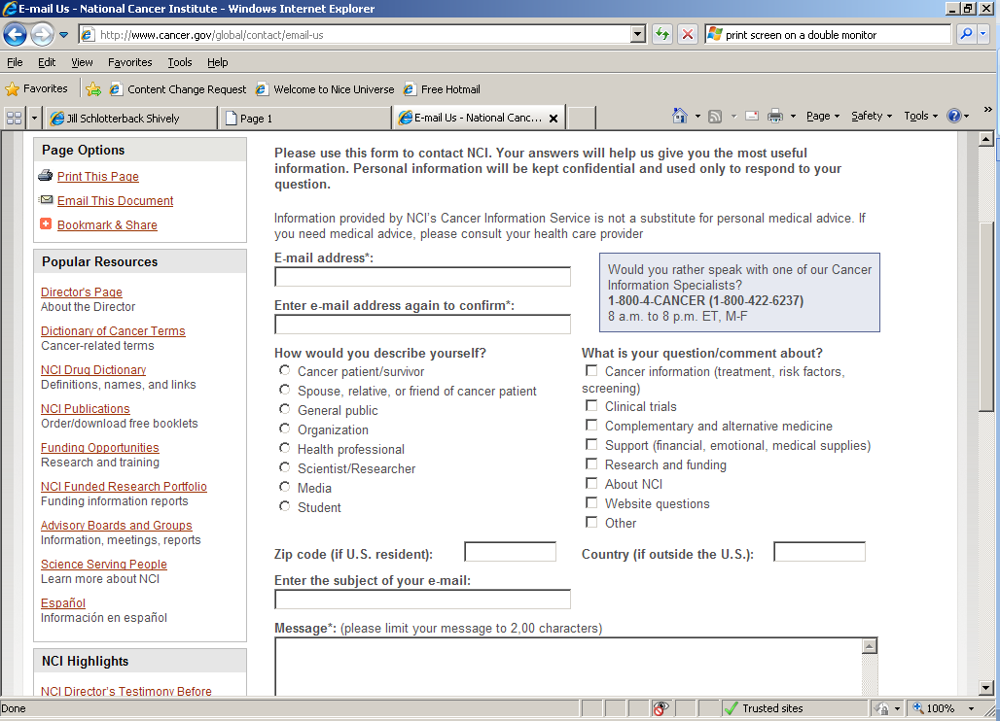 E-mail Us - National Cancer Institute - Windows Internet Explorer
http://www.cancer.gov/global/contact/email-us
print screen on a double monitor
File Edit View Favorites Tools Help
Favorites Content Change Request Welcome to Nice Universe Free Hotmail
Jill Schlotterback Shively Page 1 E-mail Us - National Canc... Page Safety Tools »
Page Options
Print This Page
Email This Document
Bookmark & Share
Popular Resources
Director's Page
About the Director
Dictionary of Cancer Terms
Cancer-related terms
NCI Drug Dictionary
Definitions, names, and links
NCI Publications
Order/download free booklets
Funding Opportunities
Research and training
NCI Funded Research Portfolio
Funding information reports
Advisory Boards and Groups
Information, meetings, reports
Science Serving People
Learn more about NCI
Español
Información en español
NCI Highlights
NCI Director's Testimony Before
Please use this form to contact NCI. Your answers will help us give you the most useful
information. Personal information will be kept confidential and used only to respond to your
question.
Information provided by NCI's Cancer Information Service is not a substitute for personal medical advice. If
you need medical advice, please consult your health care provider
E-mail address*:
Enter e-mail address again to confirm*:
Would you rather speak with one of our Cancer
Information Specialists?
1-800-4-CANCER (1-800-422-6237)
8 a.m. to 8 p.m. ET, M-F
How would you describe yourself?
Cancer patient/survivor
Spouse, relative, or friend of cancer patient
General public
Organization
Health professional
Scientist/Researcher
Media
Student
What is your question/comment about?
Cancer information (treatment, risk factors,
screening)
Clinical trials
Complementary and alternative medicine
Support (financial, emotional, medical supplies)
Research and funding
About NCI
Website questions
Other
Zip code (if U.S. resident): Country (if outside the U.S.):
Enter the subject of your e-mail:
Message*: (please limit your message to 2,00 characters)
Done Trusted sites 100%